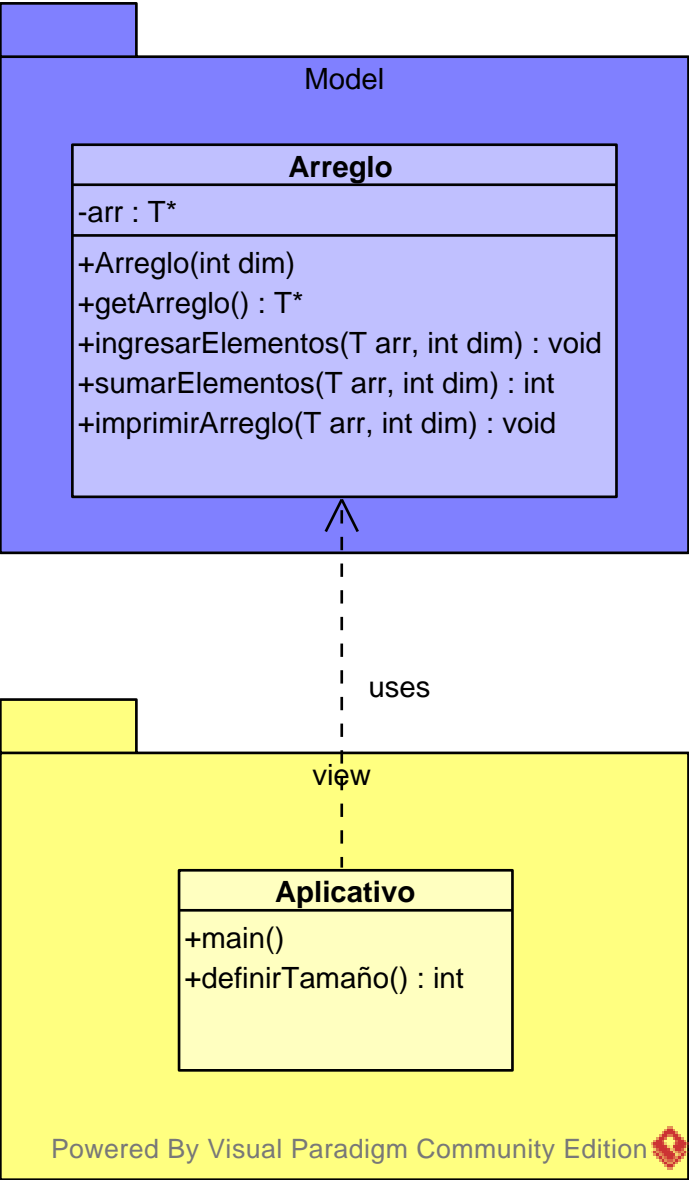 Model
Arreglo
-arr : T*
+Arreglo(int dim)
+getArreglo() : T*
+ingresarElementos(T arr, int dim) : void
+sumarElementos(T arr, int dim) : int
+imprimirArreglo(T arr, int dim) : void
uses
view
Aplicativo
+main()
+definirTamaño() : int
Powered By Visual Paradigm Community Edition